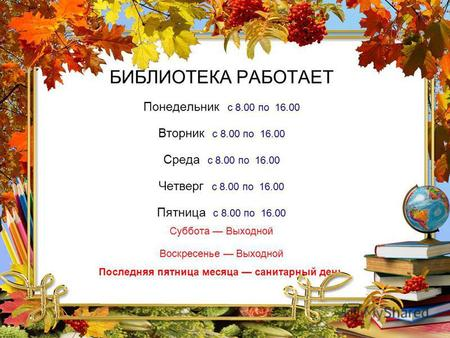 БИБЛИОТЕКА РАБОТАЕТ
Понедельник с 8.00 по 16.00
Вторник с 8.00 по 16.00
Среда с 8.00 по 16.00
Четверг с 8.00 по 16.00
Пятница с 8.00 по 16.00
Суббота — Выходной
Воскресенье — Выходной
Последняя пятница месяца — санитарный день
MyShared